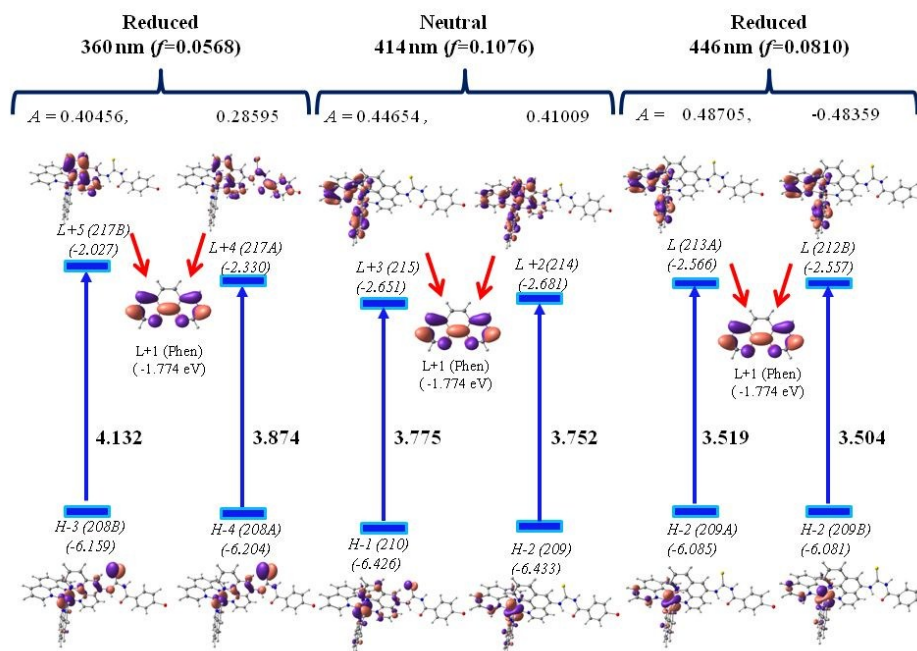 Reduced
360 nm (f=0.0568)
Neutral
414 nm (f=0.1076)
Reduced
446 nm (f=0.0810)
A = 0.40456, 0.28595
A = 0.44654, 0.41009
A = 0.48705, -0.48359
L+5 (217B)
(-2.027)
L+4 (217A)
(-2.330)
L+3 (215)
(-2.651)
L+2 (214)
(-2.681)
L (213A)
(-2.566)
L (212B)
(-2.557)
L+1 (Phen)
(-1.774 eV)
L+1 (Phen)
(-1.774 eV)
L+1 (Phen)
(-1.774 eV)
4.132
3.874
3.775
3.752
3.519
3.504
H-3 (208B)
(-6.159)
H-4 (208A)
(-6.204)
H-1 (210)
(-6.426)
H-2 (209)
(-6.433)
H-2 (209A)
(-6.085)
H-2 (209B)
(-6.081)